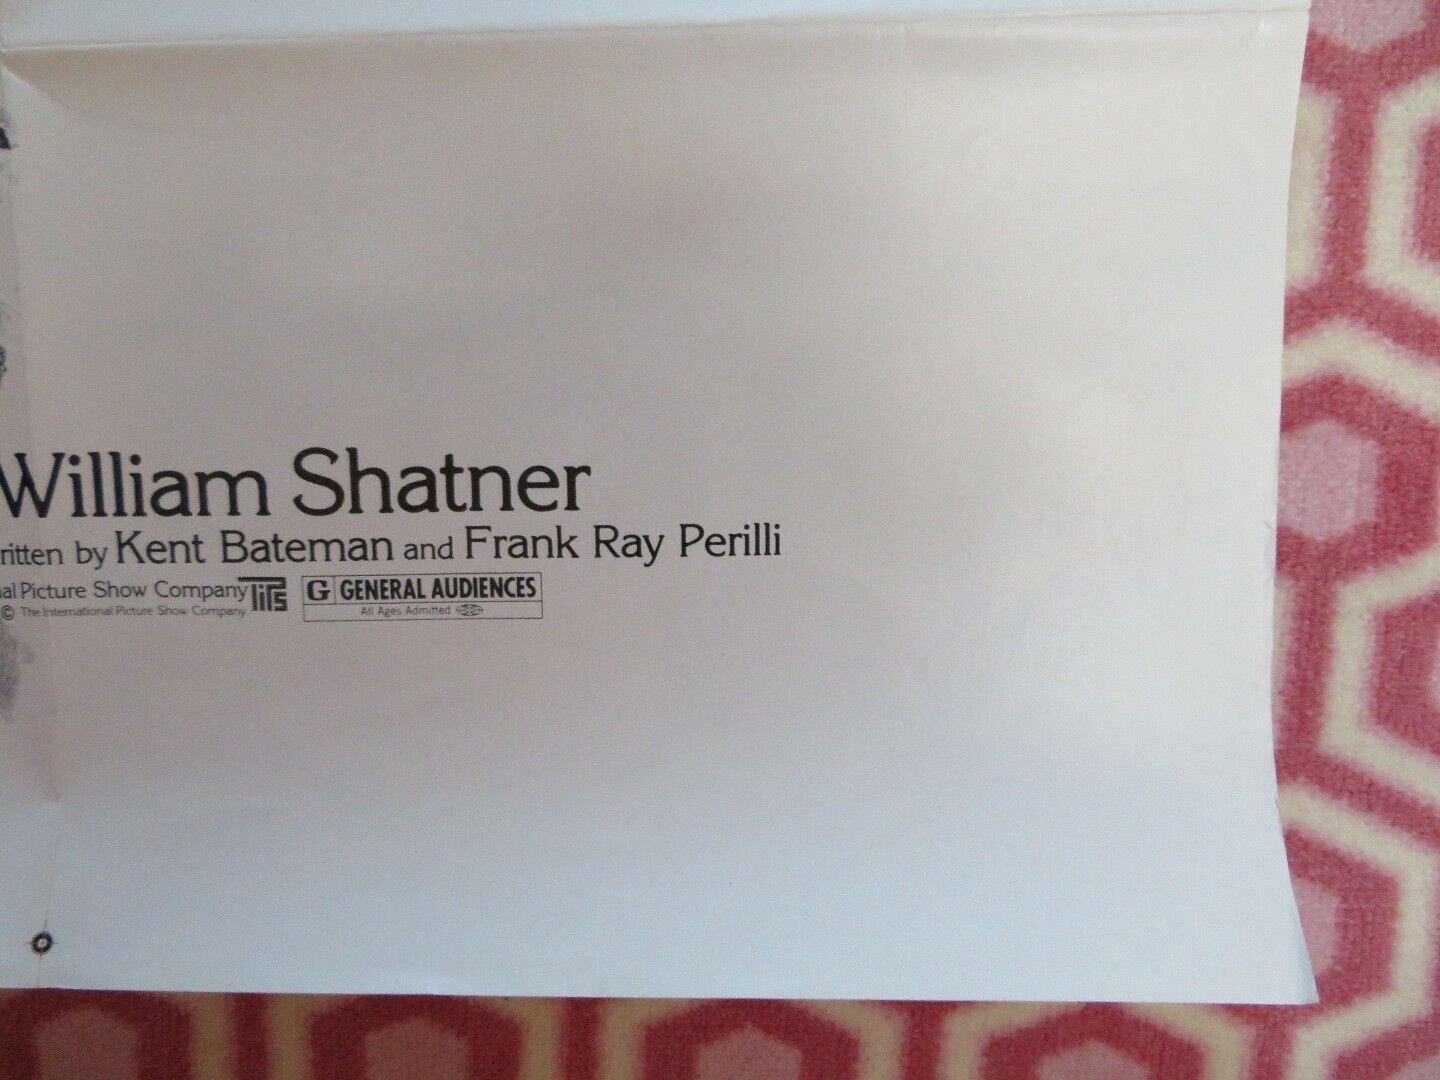 William Shatner
ritten by Kent Bateman and Frank Ray Perilli
al Picture Show Company TIPS G GENERAL AUDIENCES
© The International Picture Show Company All Ages Admitted